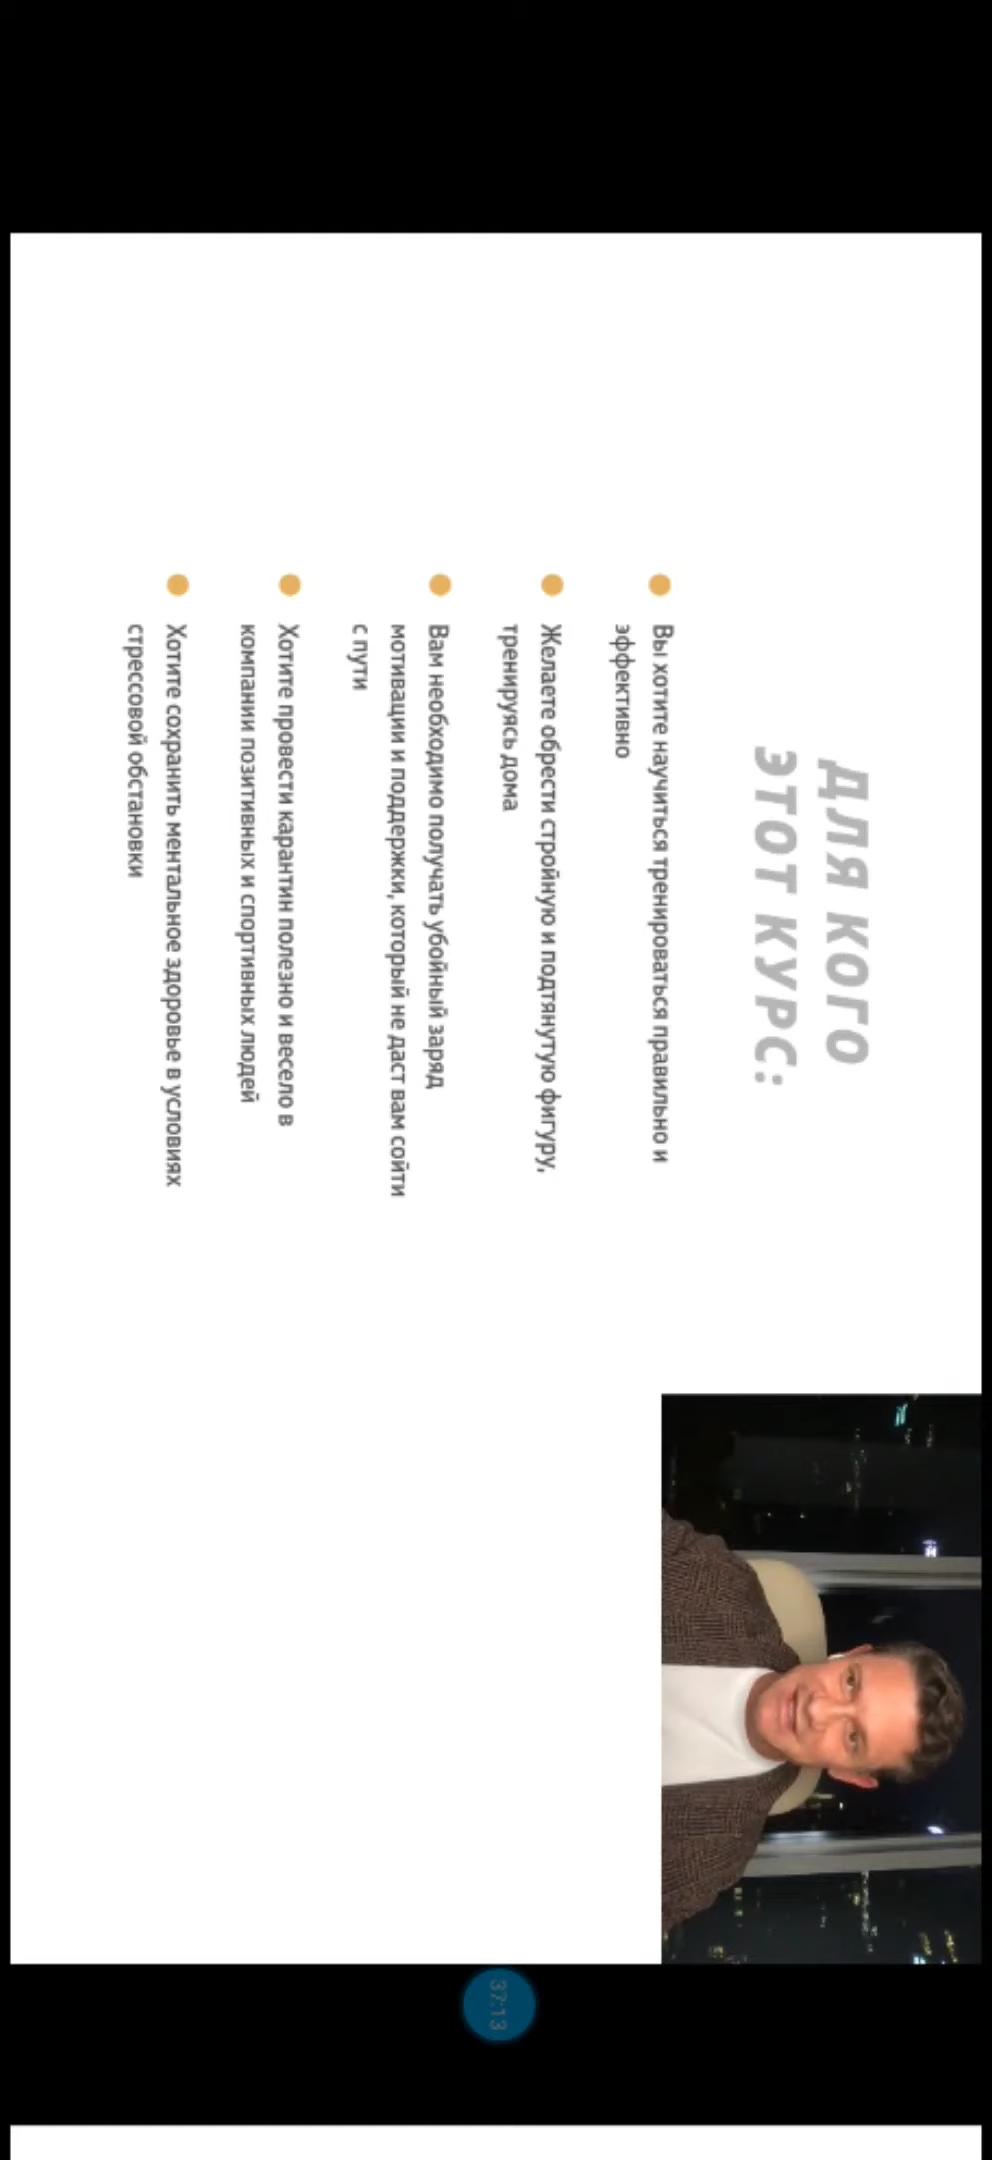 ДЛЯ КОГО
ЭТОТ КУРС:
Вы хотите научиться тренироваться правильно и
эффективно
Желаете обрести стройную и подтянутую фигуру,
тренируясь дома
Вам необходимо получать убойный заряд
мотивации и поддержки, который не даст вам сойти
с пути
Хотите провести карантин полезно и весело в
компании позитивных и спортивных людей
Хотите сохранить ментальное здоровье в условиях
стрессовой обстановки
37:13